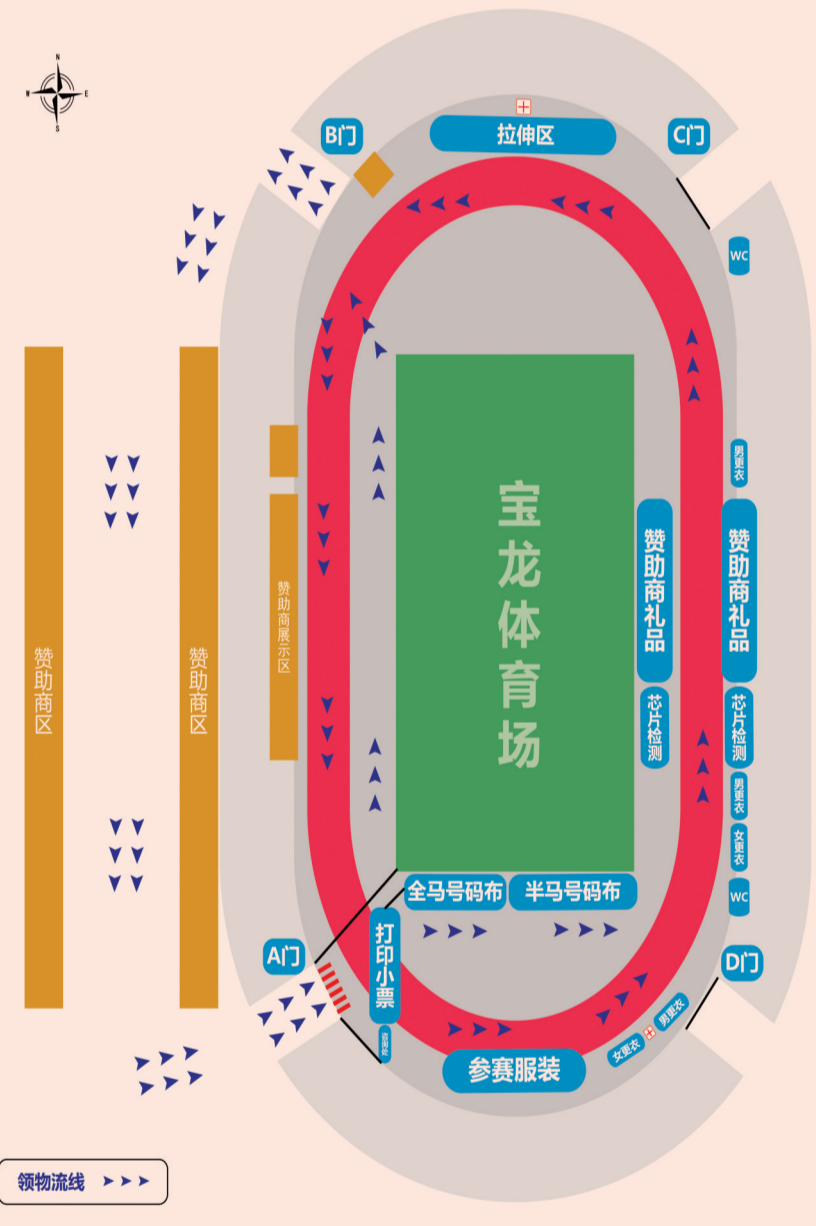 N
W
E
S
B门
拉伸区
C门
WC
男更衣
宝龙体育场
赞助商礼品
赞助商礼品
赞助商展示区
赞助商区
赞助商区
芯片检测
芯片检测
男更衣
女更衣
全马号码布
半马号码布
WC
打印小票
A门
D门
咨询处
男更衣
女更衣
参赛服装
领物流线